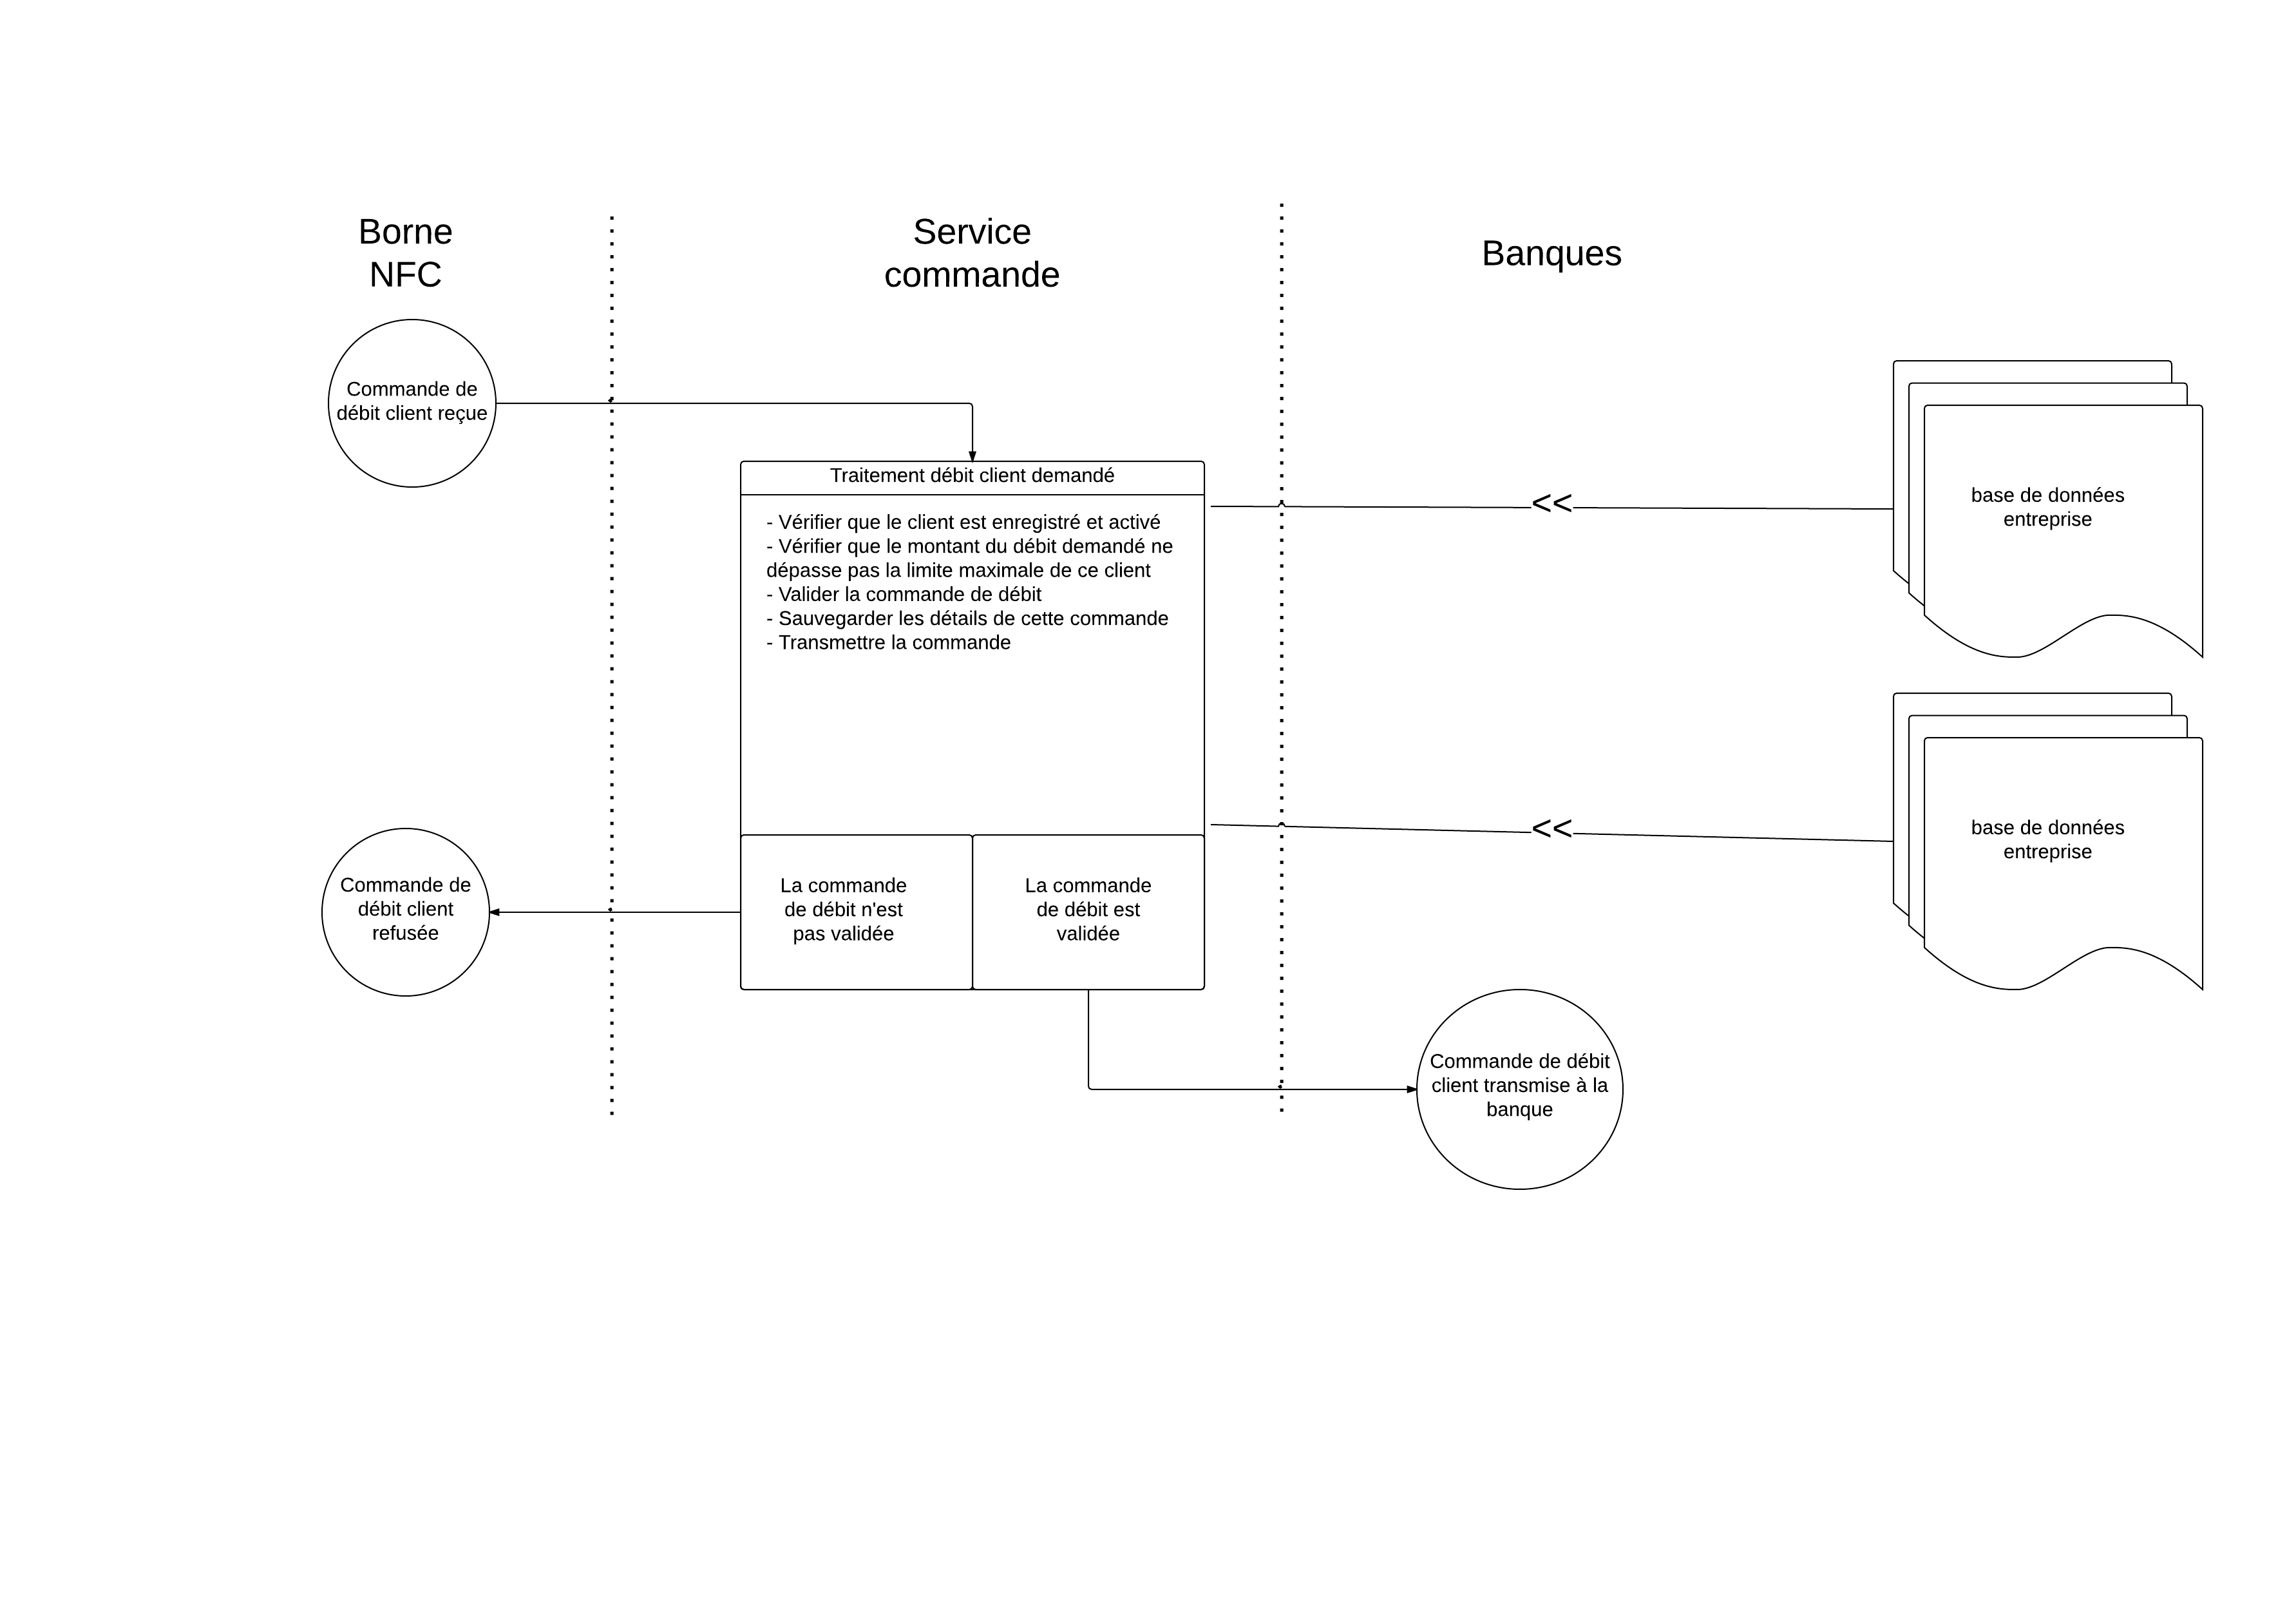 Borne
NFC
Service
commande
Banques
Commande de
débit client reçue
Traitement débit client demandé
- Vérifier que le client est enregistré et activé
- Vérifier que le montant du débit demandé ne
dépasse pas la limite maximale de ce client
- Valider la commande de débit
- Sauvegarder les détails de cette commande
- Transmettre la commande
<<
base de données
entreprise
<<
base de données
entreprise
Commande de
débit client
refusée
La commande
de débit n'est
pas validée
La commande
de débit est
validée
Commande de débit
client transmise à la
banque